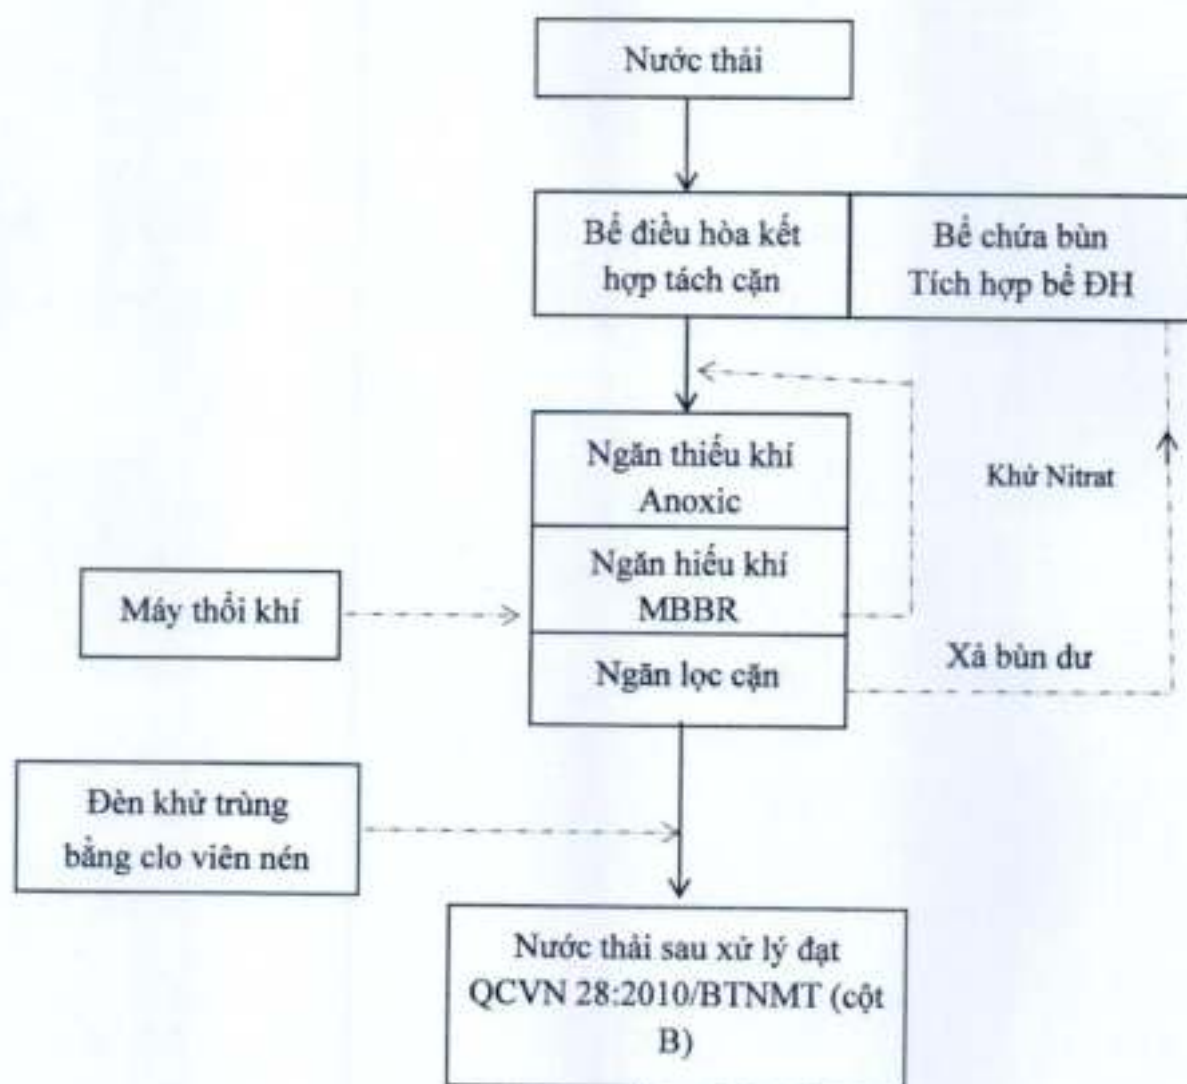 Nước thải
Bể điều hòa kết
hợp tách cặn
Bể chứa bùn
Tích hợp bể ĐH
Ngăn thiếu khí
Anoxic
Khử Nitrat
Ngăn hiếu khí
MBBR
Máy thổi khí
Ngăn lọc cặn
Xả bùn dư
Đèn khử trùng
bằng clo viên nén
Nước thải sau xử lý đạt
QCVN 28:2010/BTNMT (cột
B)